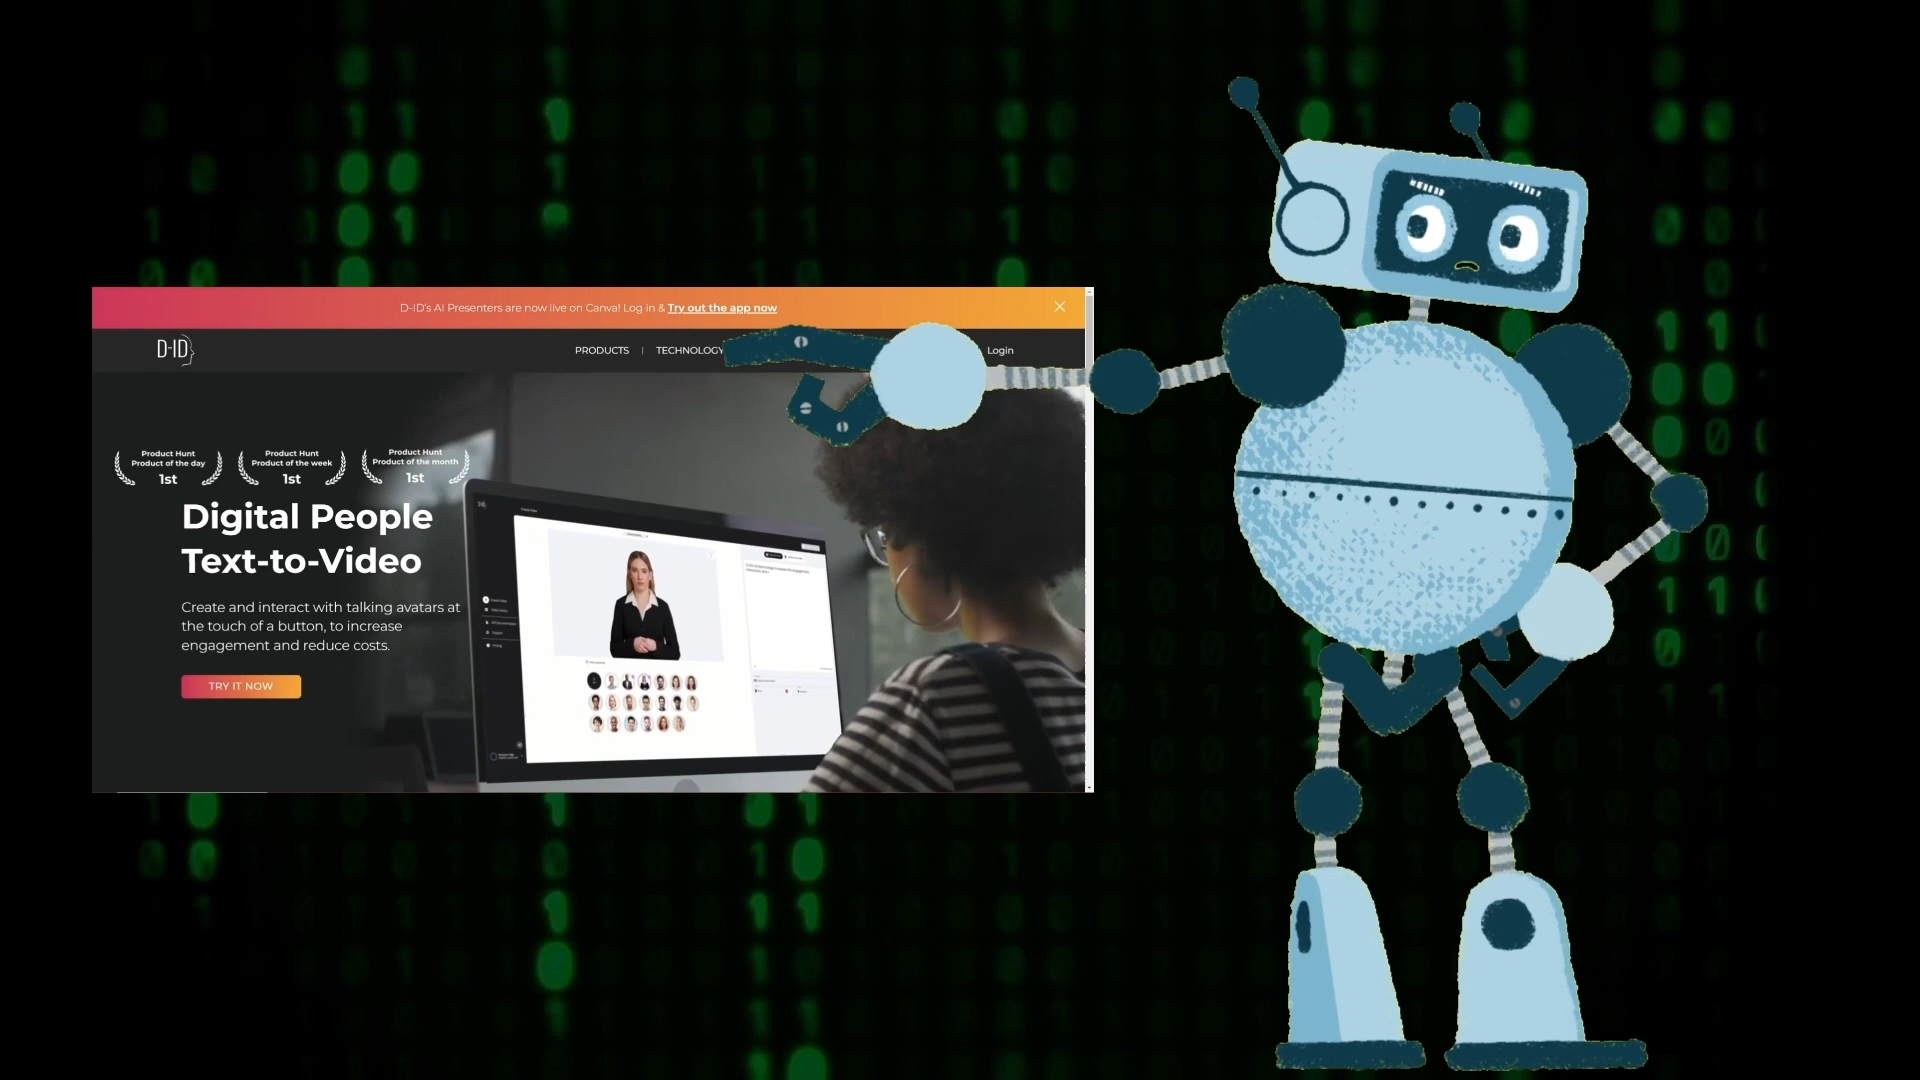 D-ID's AI Presenters are now live on Canva! Log in & Try out the app now
D-ID
PRODUCTS | TECHNOLOGY
Login
Product Hunt
Product of the day
1st
Product Hunt
Product of the week
1st
Product Hunt
Product of the month
1st
Digital People
Text-to-Video
Create and interact with talking avatars at
the touch of a button, to increase
engagement and reduce costs.
TRY IT NOW